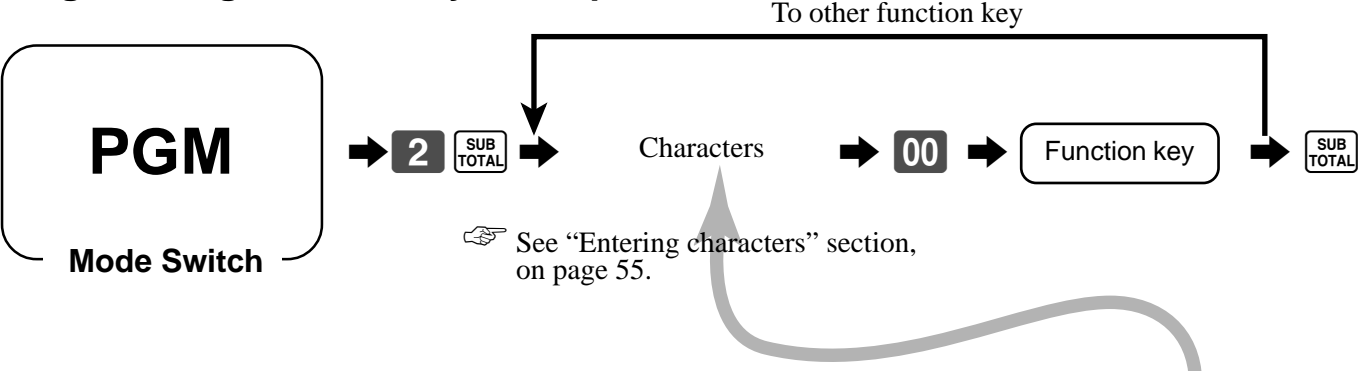 To other function key
PGM
Mode Switch
2 SUB TOTAL
Characters
00
Function key
SUB TOTAL
☞ See “Entering characters” section,
on page 55.